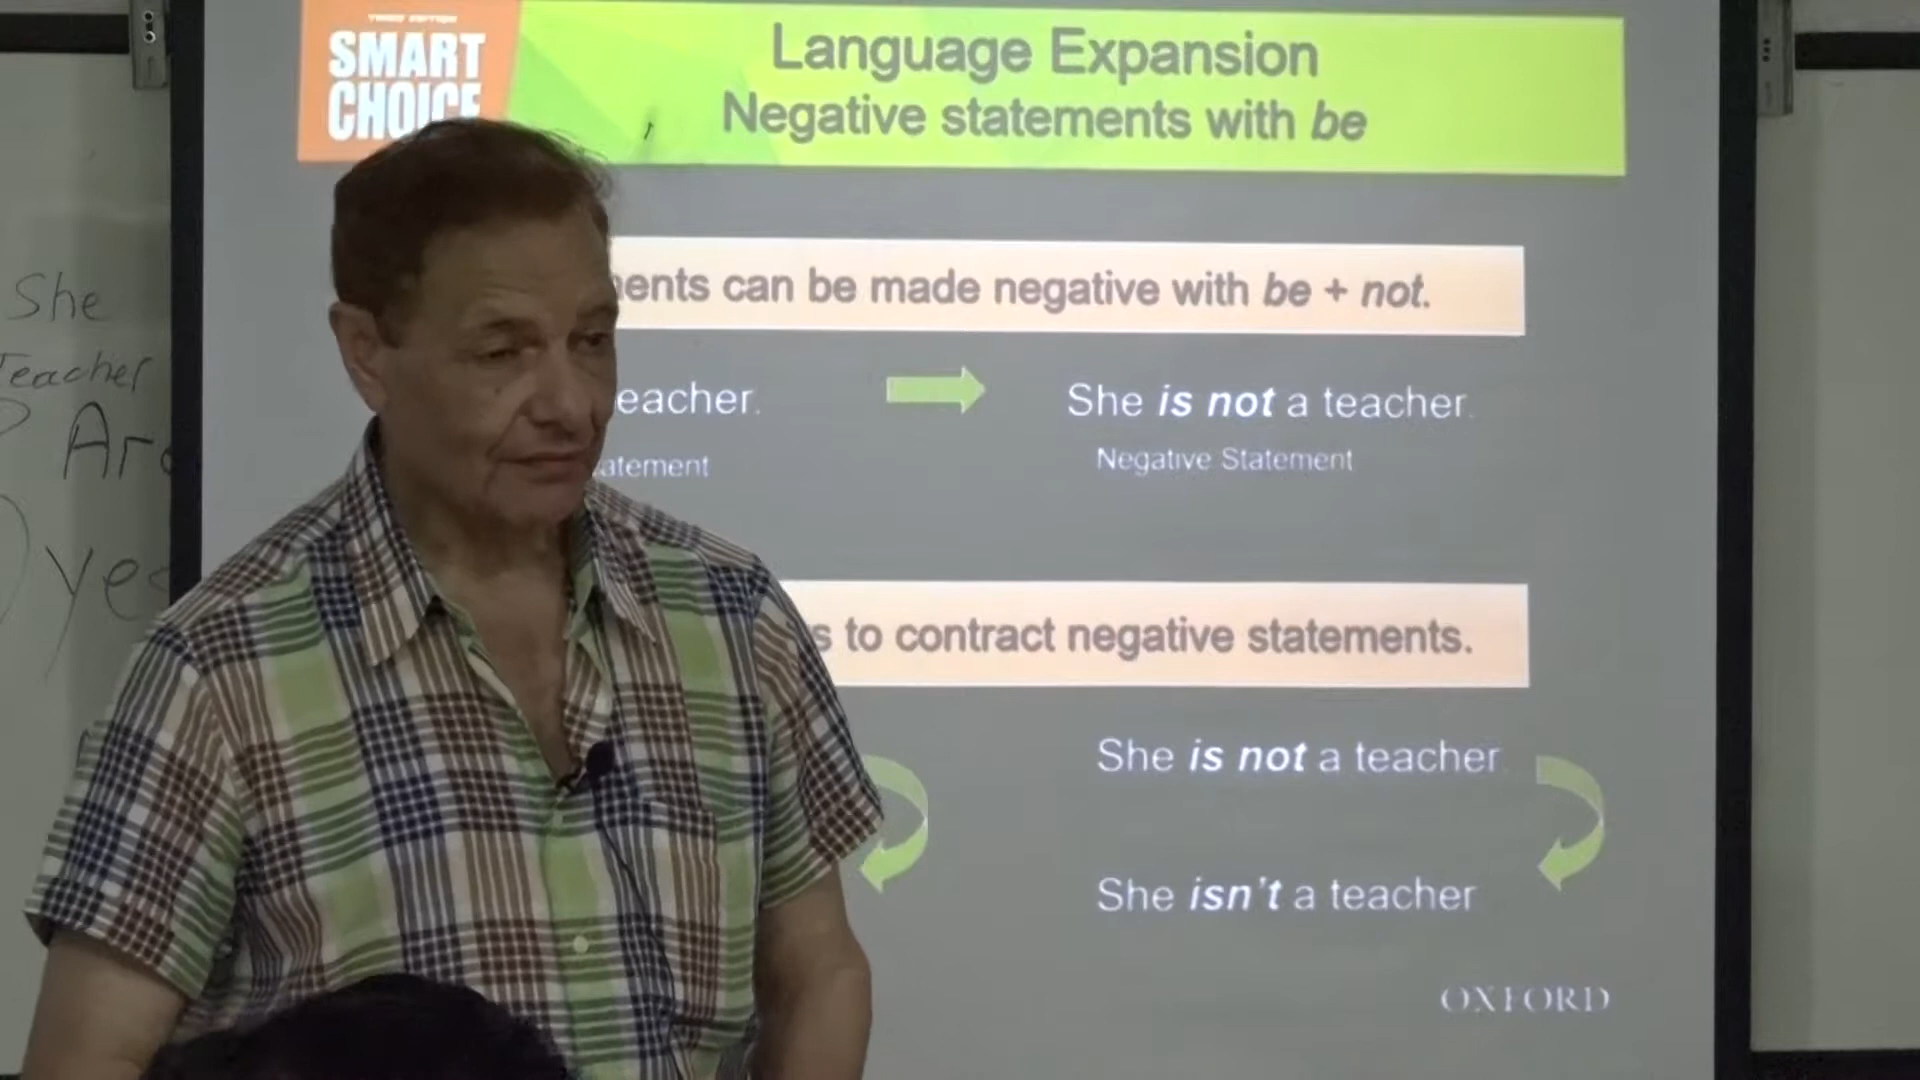 THIRD EDITION
SMART
CHOICE
Language Expansion
Negative statements with be
ents can be made negative with be + not.
eacher.
She is not a teacher.
atement
Negative Statement
s to contract negative statements.
She is not a teacher
She isn't a teacher
OXFORD
She
Teacher
Are
yes